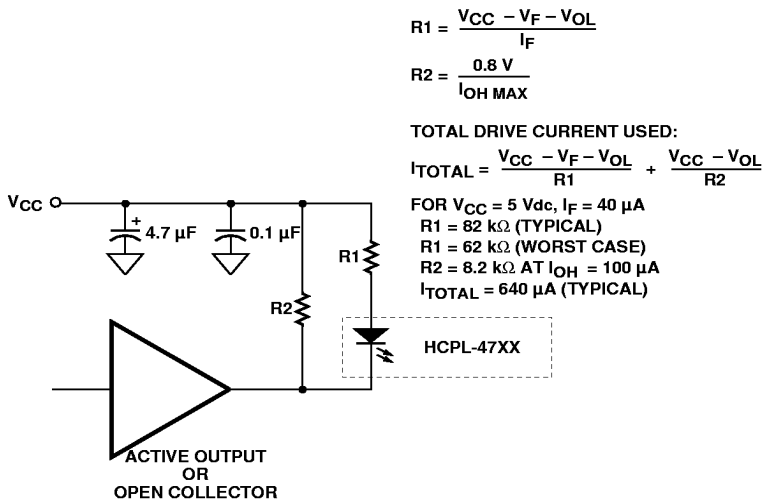 R1 = VCC – VF – VOL / IF
R2 = 0.8 V / IOH MAX
TOTAL DRIVE CURRENT USED:
ITOTAL = VCC – VF – VOL / R1 + VCC – VOL / R2
FOR VCC = 5 Vdc, IF = 40 µA
R1 = 82 kΩ (TYPICAL)
R1 = 62 kΩ (WORST CASE)
R2 = 8.2 kΩ AT IOH = 100 µA
ITOTAL = 640 µA (TYPICAL)
VCC
+
4.7 µF
0.1 µF
R1
R2
HCPL-47XX
ACTIVE OUTPUT
OR
OPEN COLLECTOR